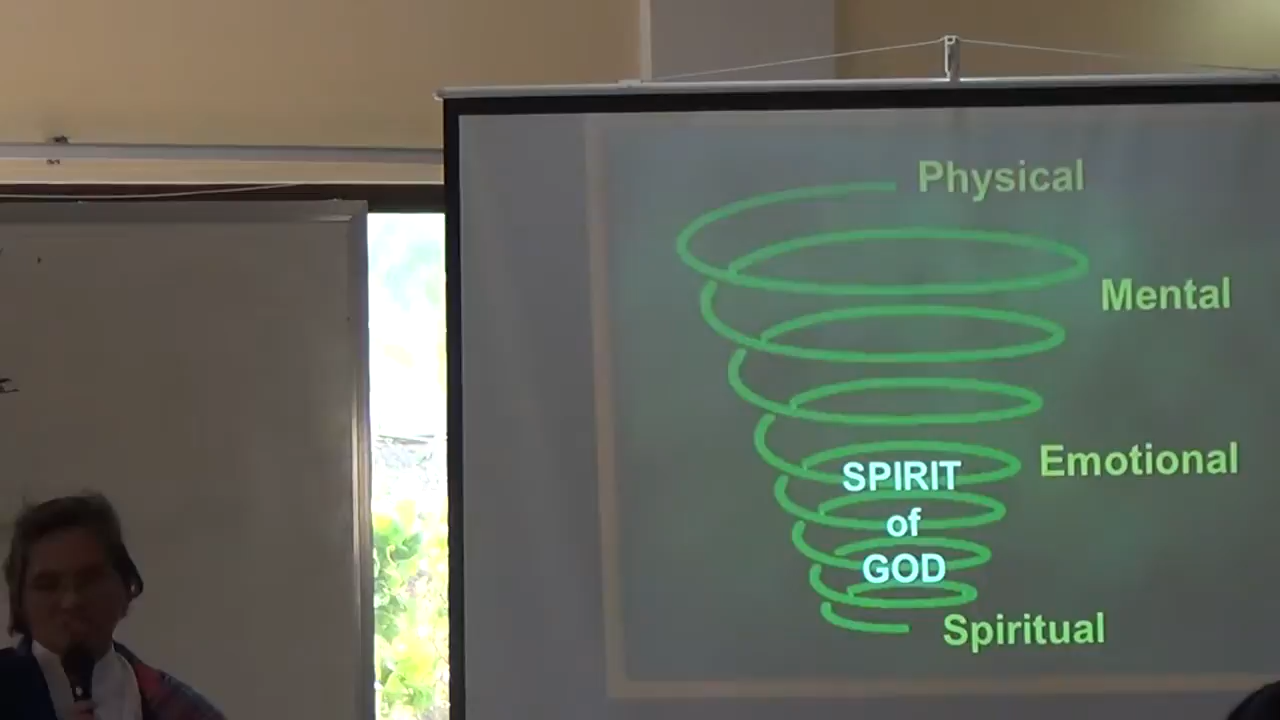 Physical
Mental
Emotional
SPIRIT
of
GOD
Spiritual